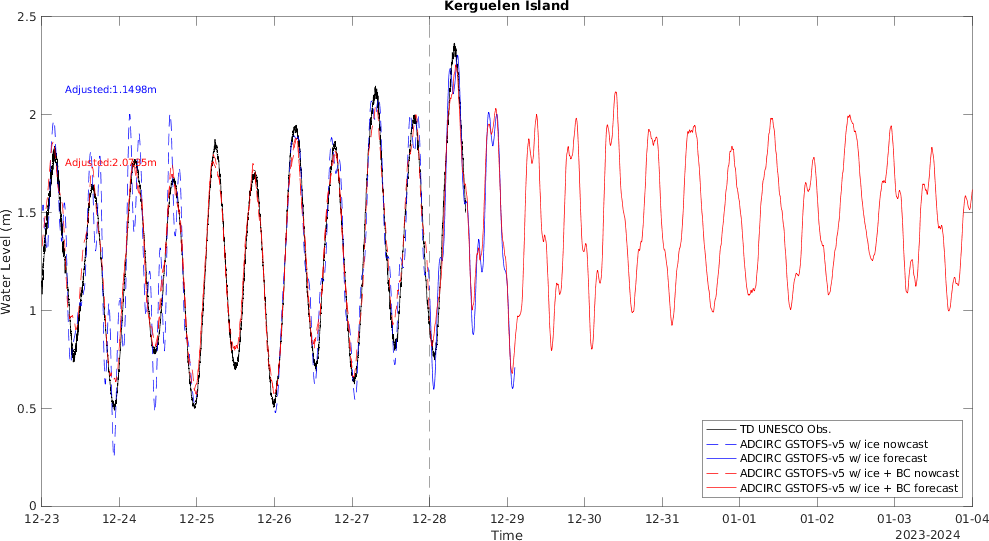 Kerguelen Island
2.5
2
1.5
1
0.5
0
Water Level (m)
Adjusted:1.1498m
TD UNESCO Obs.
ADCIRC GSTOFS-v5 w/ ice nowcast
ADCIRC GSTOFS-v5 w/ ice forecast
ADCIRC GSTOFS-v5 w/ ice + BC nowcast
ADCIRC GSTOFS-v5 w/ ice + BC forecast
12-23 12-24 12-25 12-26 12-27 12-28 12-29 12-30 12-31 01-01 01-02 01-03 01-04
Time
2023-2024